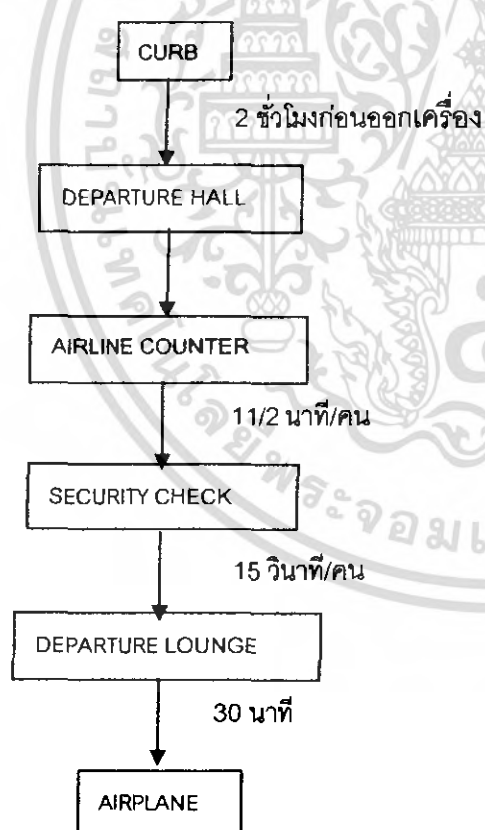 CURB
2 ชั่วโมงก่อนออกเครื่อง
DEPARTURE HALL
AIRLINE COUNTER
11/2 นาที/คน
SECURITY CHECK
15 วินาที/คน
DEPARTURE LOUNGE
30 นาที
AIRPLANE